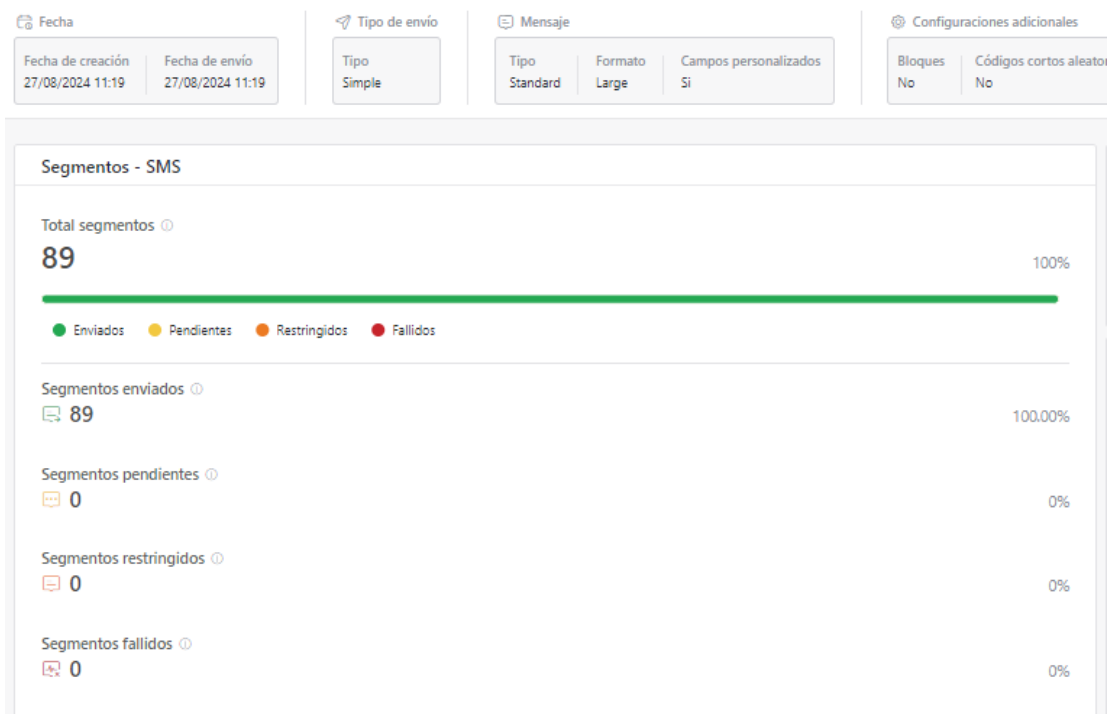 Fecha
Tipo de envío
Mensaje
Configuraciones adicionales
Fecha de creación
Fecha de envío
Tipo
Tipo
Formato
Campos personalizados
Bloques
Códigos cortos aleator
27/08/2024 11:19
27/08/2024 11:19
Simple
Standard
Large
Si
No
No
Segmentos - SMS
Total segmentos
89
100%
Enviados
Pendientes
Restringidos
Fallidos
Segmentos enviados
89
100.00%
Segmentos pendientes
0
0%
Segmentos restringidos
0
0%
Segmentos fallidos
0
0%